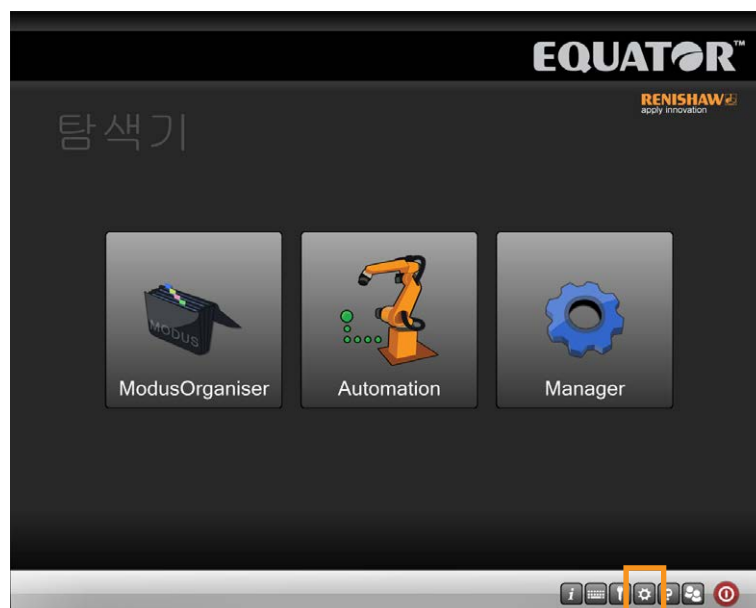 EQUATOR™
RENISHAW
apply innovation
탐색기
MODUS
ModusOrganiser
Automation
Manager
i
?